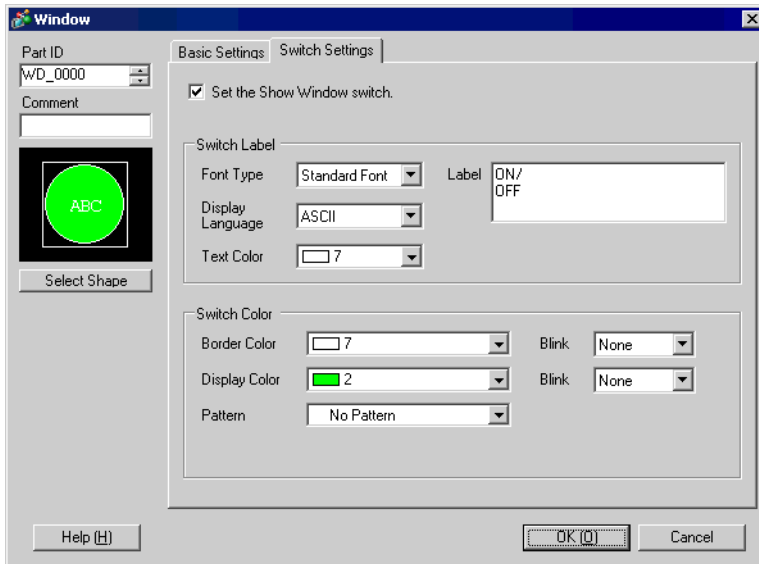 Window
Part ID
WD_0000
Comment
ABC
Select Shape
Basic Settings
Switch Settings
Set the Show Window switch.
Switch Label
Font Type
Standard Font
Label
ON/
OFF
Display
Language
ASCII
Text Color
7
Switch Color
Border Color
7
Blink
None
Display Color
2
Blink
None
Pattern
No Pattern
Help (H)
OK (O)
Cancel